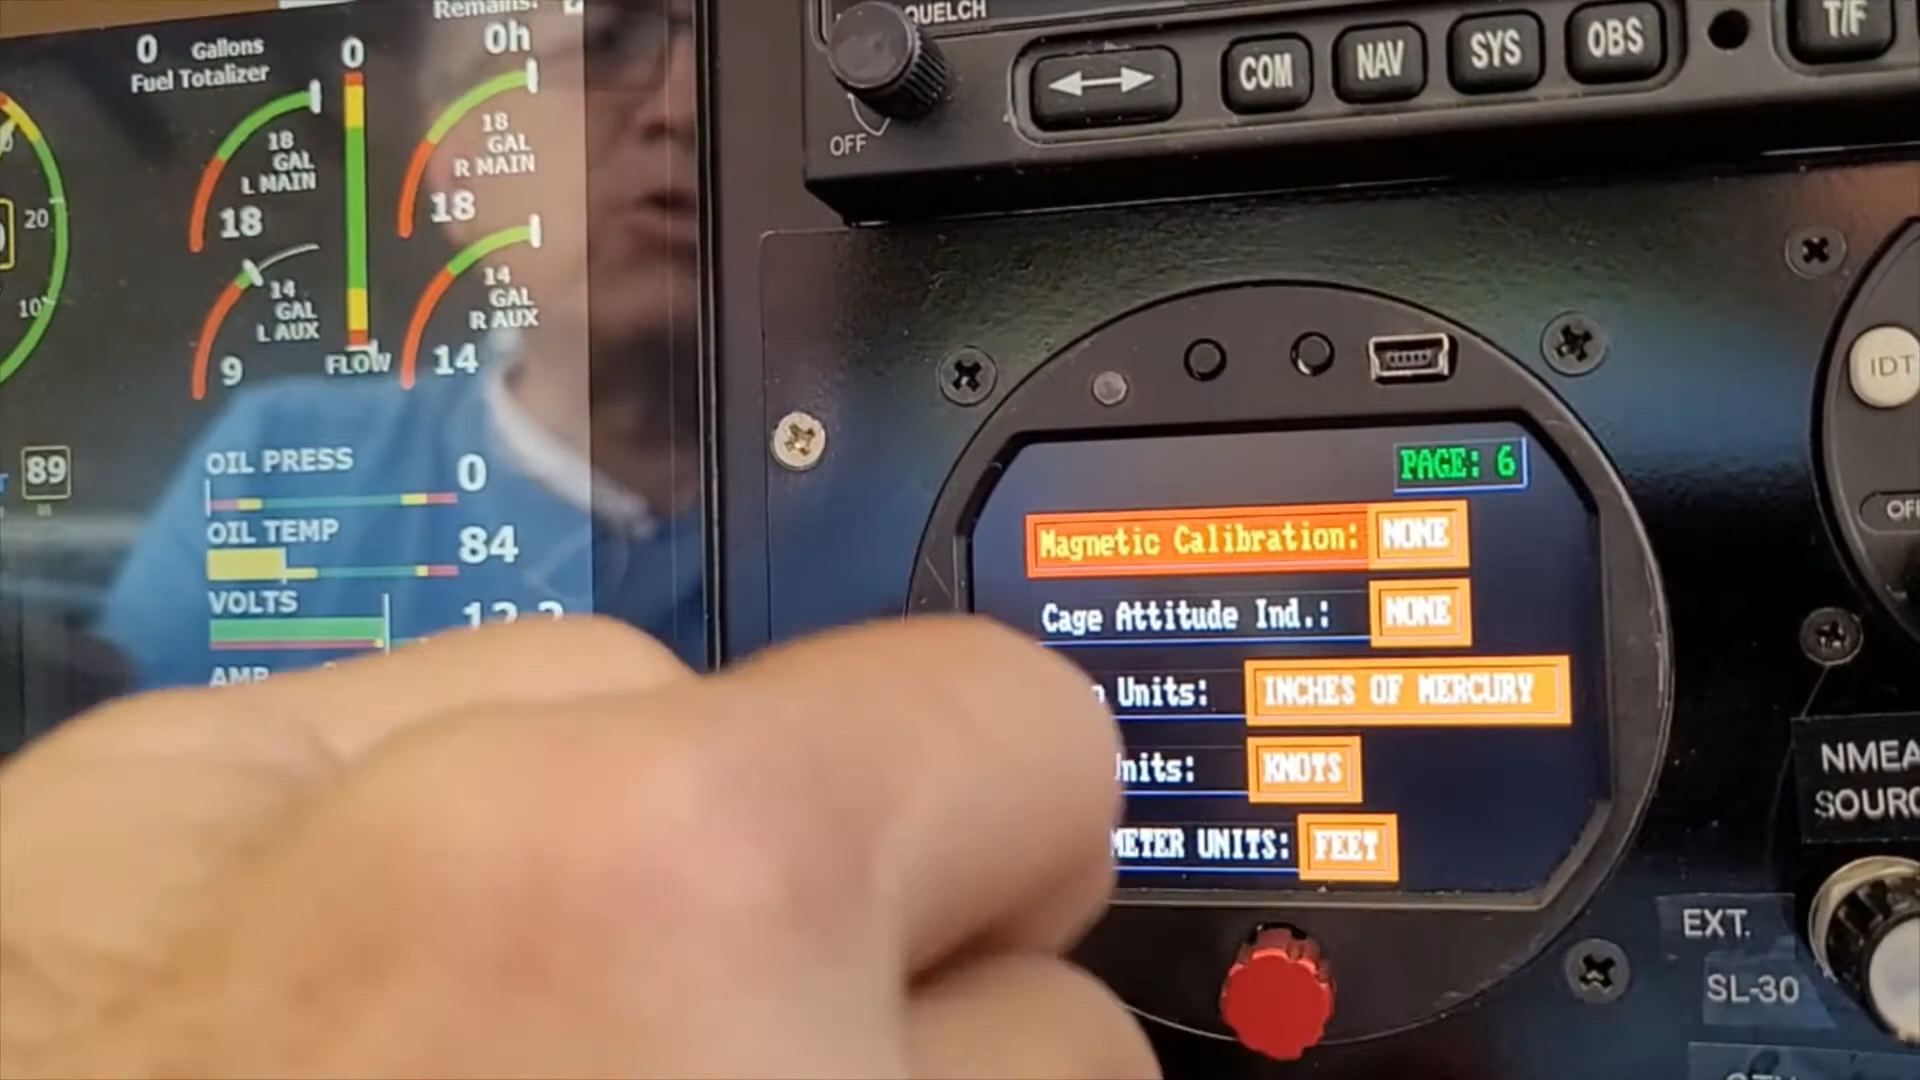 Remains:
0 Gallons 0 0h
Fuel Totalizer
18
GAL
L MAIN
18
18
GAL
R MAIN
18
20
10
14
GAL
L AUX
9
FLOW
14
GAL
R AUX
14
89
OIL PRESS 0
OIL TEMP 84
VOLTS
AMP
OFF
COM
NAV
SYS
OBS
T/F
IDT
PAGE: 6
Magnetic Calibration: NONE
Cage Attitude Ind.: NONE
Units: INCHES OF MERCURY
Units: KNOTS
METER UNITS: FEET
NMEA
EXT.
SL-30